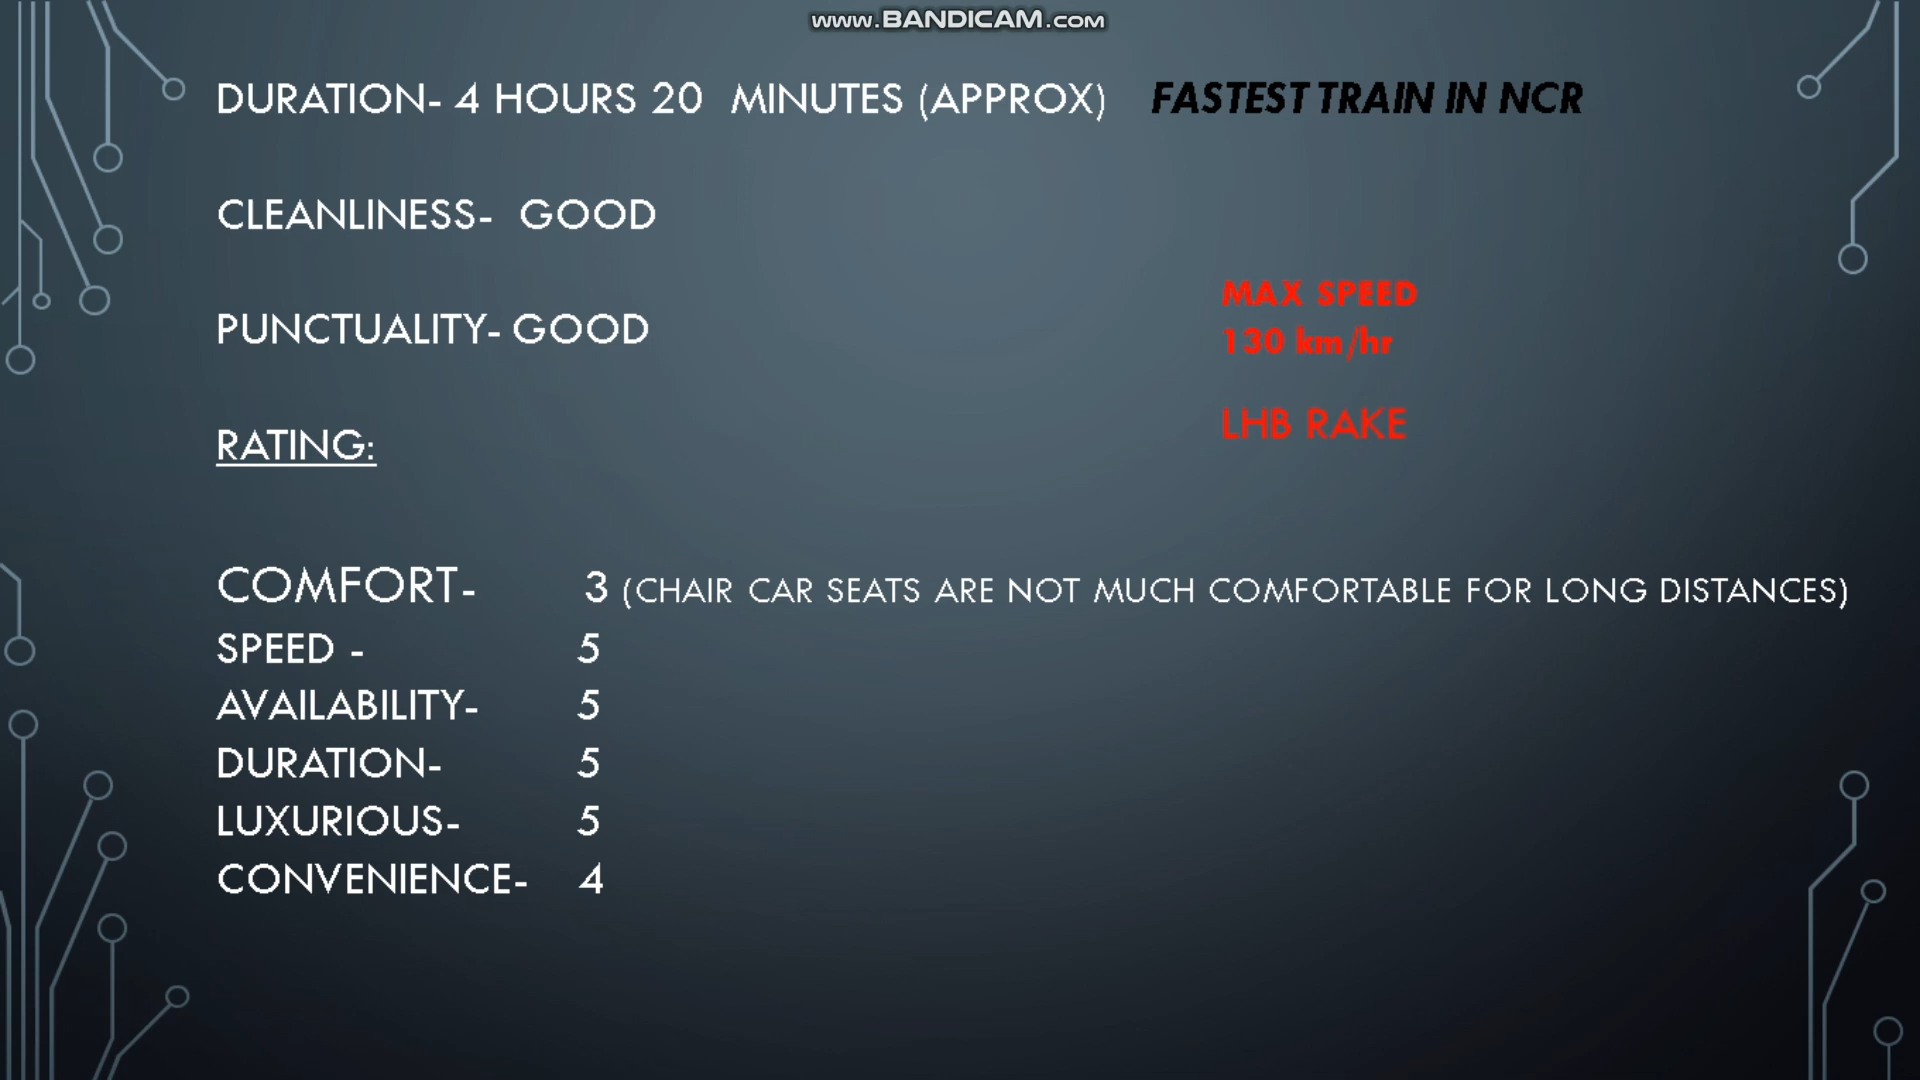 www.BANDICAM.com
DURATION- 4 HOURS 20 MINUTES (APPROX) FASTEST TRAIN IN NCR
CLEANLINESS- GOOD
PUNCTUALITY- GOOD
MAX SPEED
130 km/hr
LHB RAKE
RATING:
COMFORT- 3 (CHAIR CAR SEATS ARE NOT MUCH COMFORTABLE FOR LONG DISTANCES)
SPEED - 5
AVAILABILITY- 5
DURATION- 5
LUXURIOUS- 5
CONVENIENCE- 4